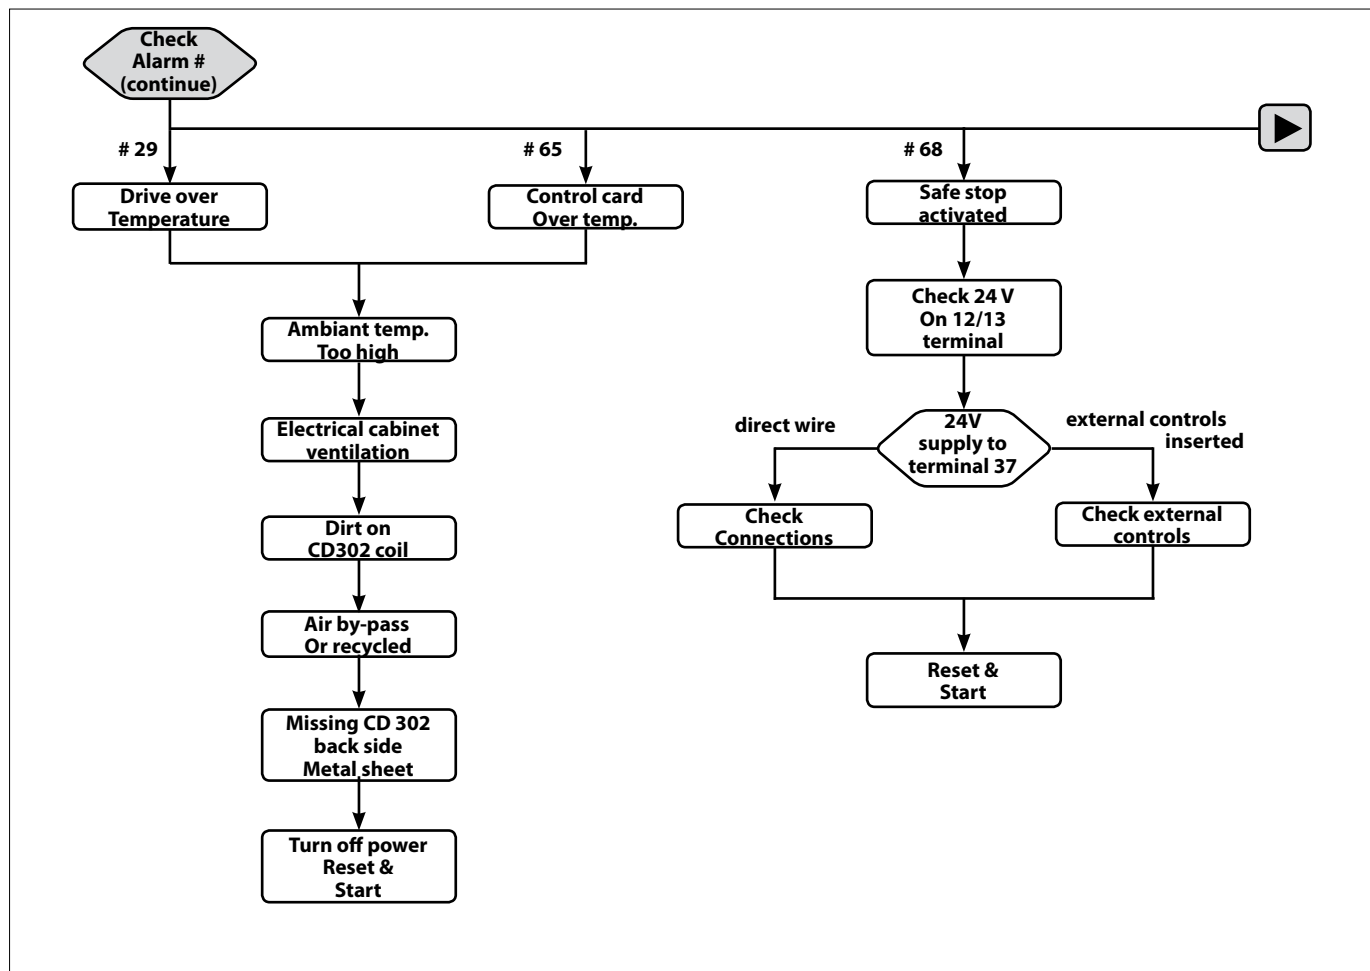 Check
Alarm #
(continue)
# 29
# 65
# 68
Drive over
Temperature
Control card
Over temp.
Safe stop
activated
Ambiant temp.
Too high
Check 24 V
On 12/13
terminal
Electrical cabinet
ventilation
direct wire
24V
supply to
terminal 37
external controls
inserted
Dirt on
CD302 coil
Check
Connections
Check external
controls
Air by-pass
Or recycled
Reset &
Start
Missing CD 302
back side
Metal sheet
Turn off power
Reset &
Start